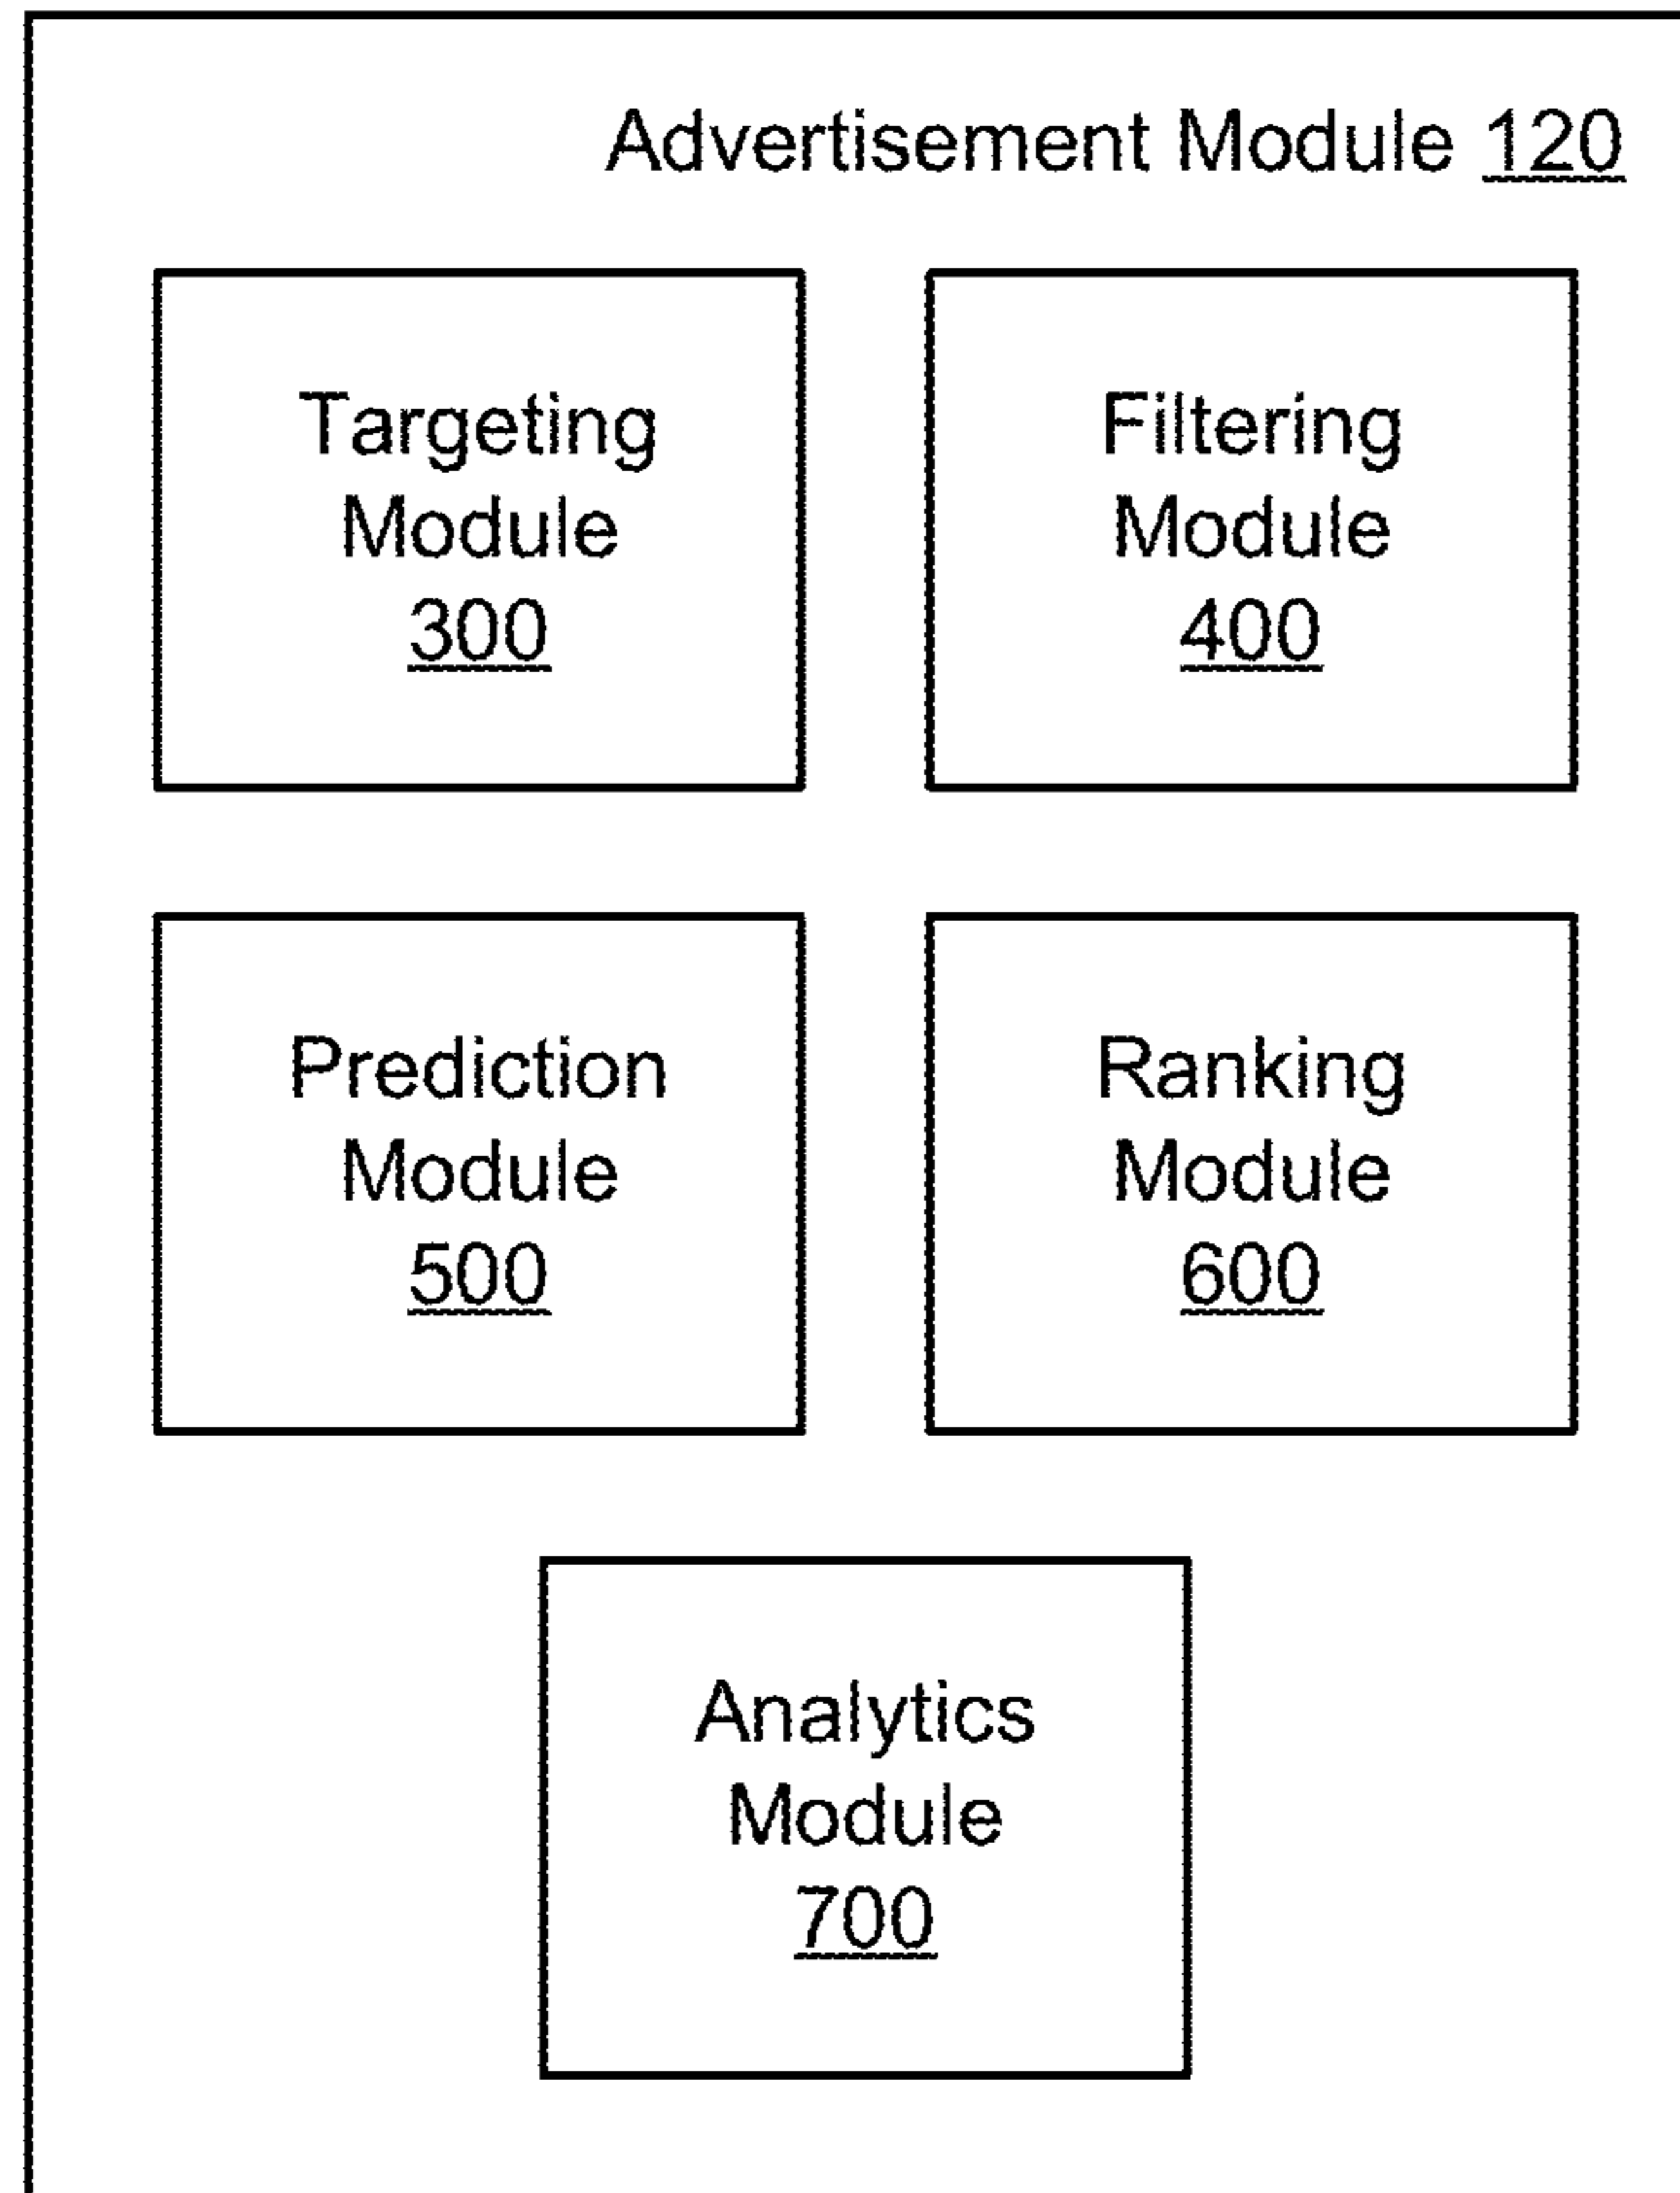 Advertisement Module 120
Targeting
Module
300
Filtering
Module
400
Prediction
Module
500
Ranking
Module
600
Analytics
Module
700